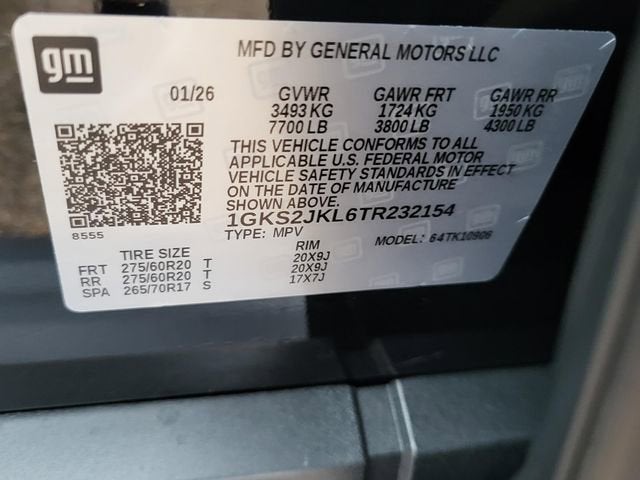 gm
MFD BY GENERAL MOTORS LLC
01/26 GVWR GAWR FRT GAWR RR
3493 KG 1724 KG 1950 KG
7700 LB 3800 LB 4300 LB
THIS VEHICLE CONFORMS TO ALL
APPLICABLE U.S. FEDERAL MOTOR
VEHICLE SAFETY STANDARDS IN EFFECT
ON THE DATE OF MANUFACTURE
SHOWN ABOVE.
1GKS2JKL6TR232154
8555 TYPE: MPV MODEL: 64TK10906
TIRE SIZE RIM
FRT 275/60R20 T 20X9J
RR 275/60R20 T 20X9J
SPA 265/70R17 S 17X7J